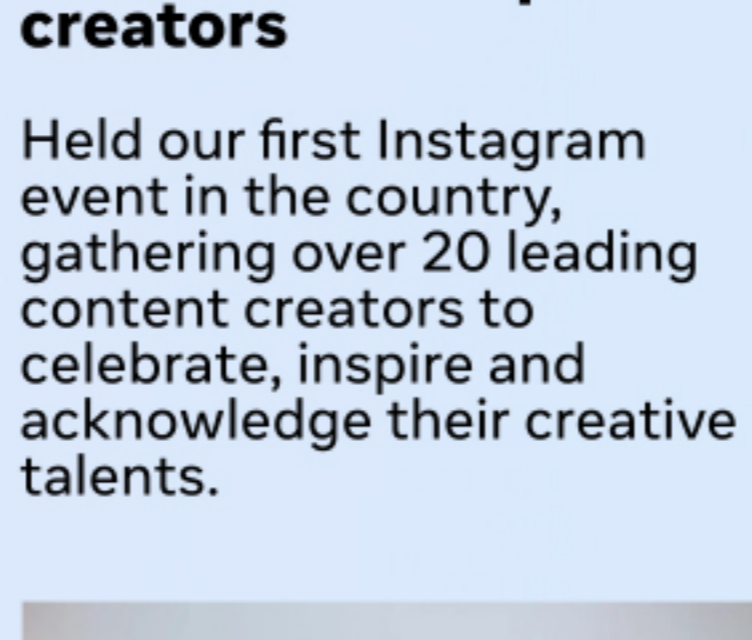 creators
Held our first Instagram
event in the country,
gathering over 20 leading
content creators to
celebrate, inspire and
acknowledge their creative
talents.